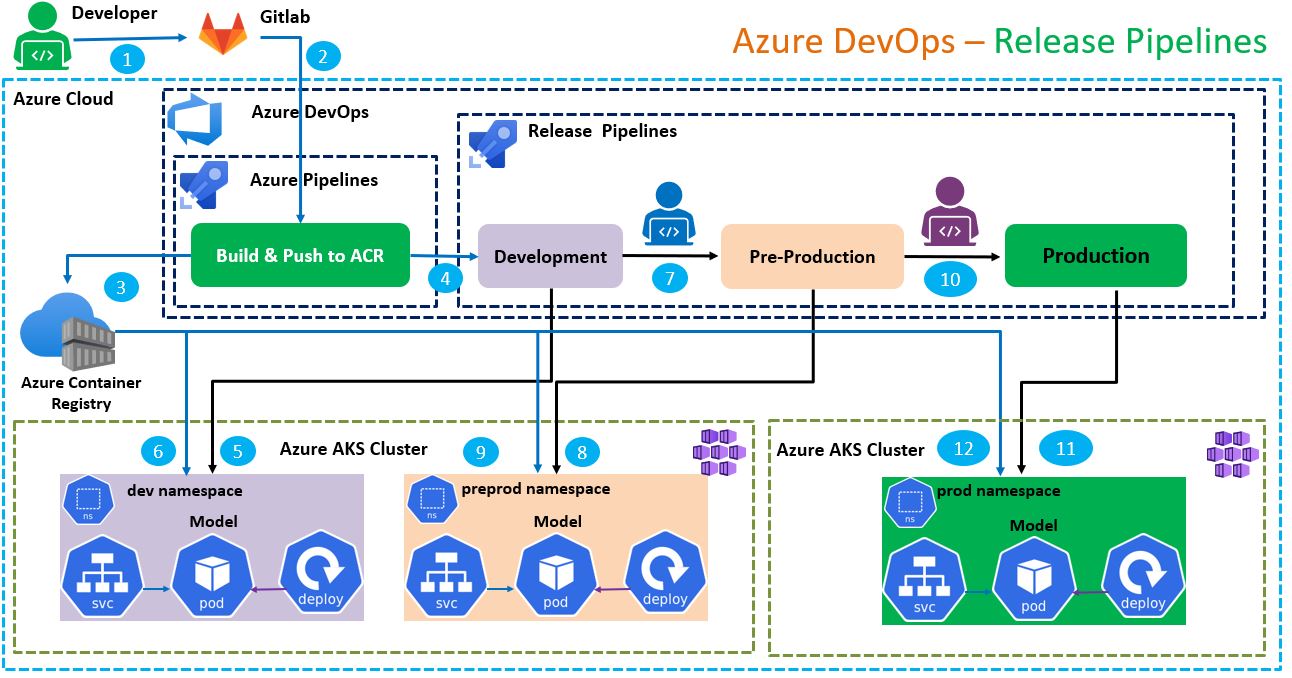 Developer
Gitlab
Azure DevOps – Release Pipelines
1
2
Azure Cloud
Azure DevOps
Release Pipelines
Azure Pipelines
Build & Push to ACR
Development
Pre-Production
Production
3
4
7
10
Azure Container
Registry
6
5
Azure AKS Cluster
9
8
Azure AKS Cluster
12
11
dev namespace
ns
Model
svc
pod
deploy
preprod namespace
ns
Model
svc
pod
deploy
prod namespace
ns
Model
svc
pod
deploy